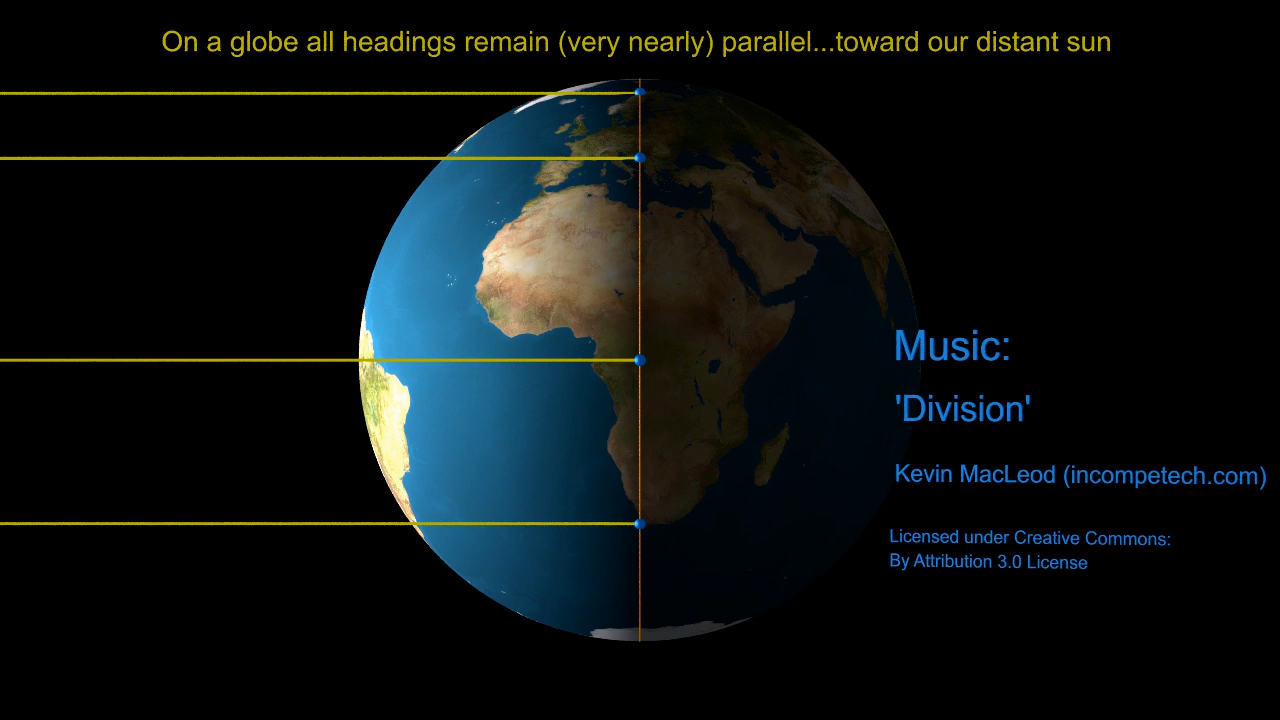 On a globe all headings remain (very nearly) parallel...toward our distant sun
Music:
'Division'
Kevin MacLeod (incompetech.com)
Licensed under Creative Commons:
By Attribution 3.0 License